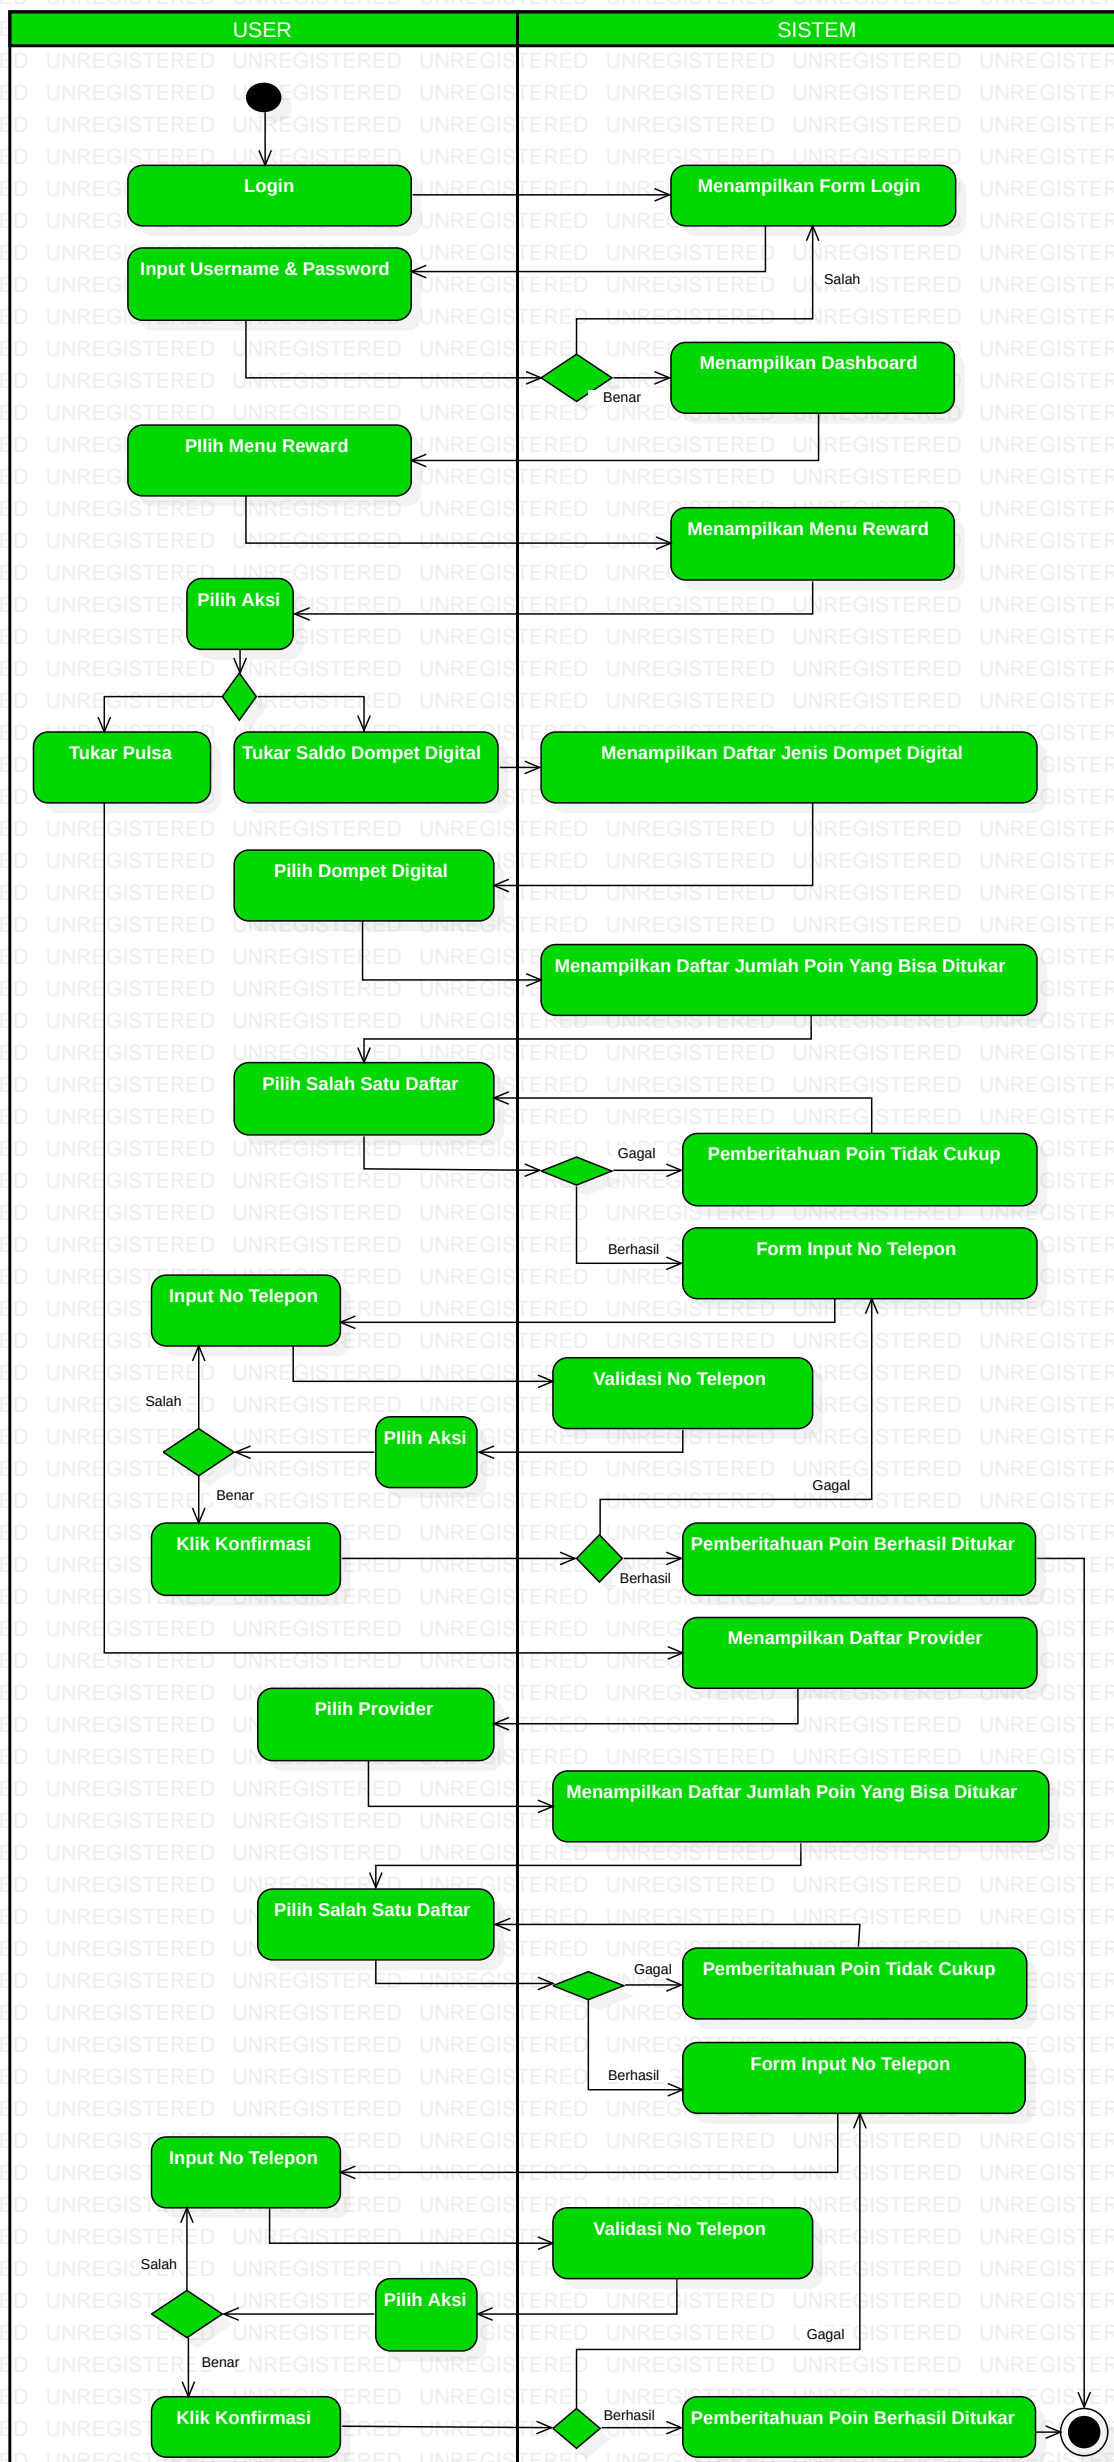 USER SISTEM
Login Menampilkan Form Login
Input Username & Password
Salah
Menampilkan Dashboard
Benar
PIlih Menu Reward
Menampilkan Menu Reward
Pilih Aksi
Tukar Pulsa Tukar Saldo Dompet Digital Menampilkan Daftar Jenis Dompet Digital
Pilih Dompet Digital
Menampilkan Daftar Jumlah Poin Yang Bisa Ditukar
Pilih Salah Satu Daftar
Gagal Pemberitahuan Poin Tidak Cukup
Berhasil Form Input No Telepon
Input No Telepon
Validasi No Telepon
Salah
PIlih Aksi
Gagal
Benar
Klik Konfirmasi Pemberitahuan Poin Berhasil Ditukar
Berhasil
Menampilkan Daftar Provider
Pilih Provider
Menampilkan Daftar Jumlah Poin Yang Bisa Ditukar
Pilih Salah Satu Daftar
Gagal Pemberitahuan Poin Tidak Cukup
Form Input No Telepon
Berhasil
Input No Telepon
Validasi No Telepon
Salah
Pilih Aksi
Gagal
Benar
Klik Konfirmasi Berhasil Pemberitahuan Poin Berhasil Ditukar
UNREGISTERED